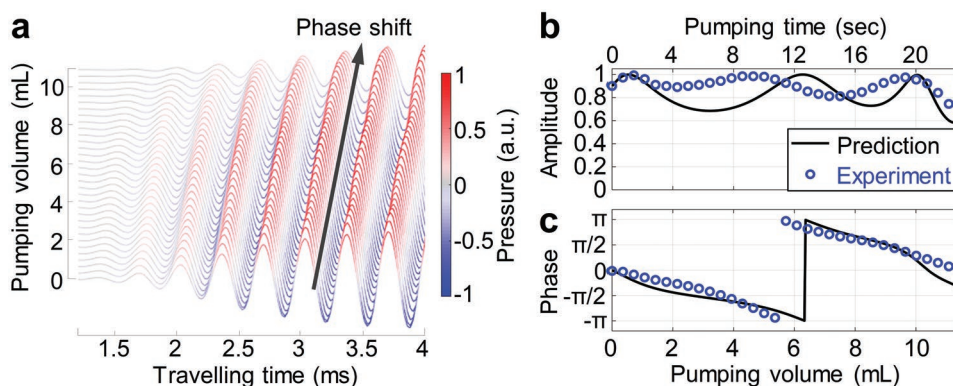 a
Phase shift
Pumping volume (mL)
10
8
6
4
2
0
1.5 2 2.5 3 3.5 4
Travelling time (ms)
1
0.5
0
-0.5
-1
Pressure (a.u.)
b
Pumping time (sec)
0 4 8 12 16 20
Amplitude
1
0.8
0.6
0.4
0.2
0
Prediction
Experiment
c
Phase
π
π/2
0
-π/2
-π
0 2 4 6 8 10
Pumping volume (mL)